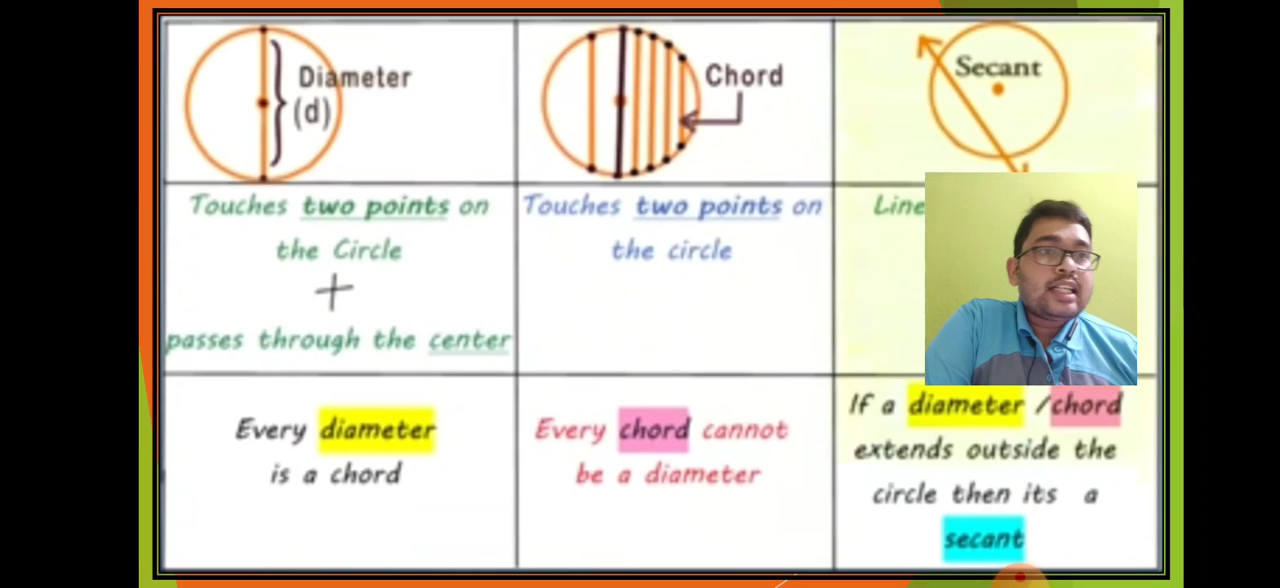 Diameter
(d)
Touches two points on
the Circle
+
passes through the center
Every diameter
is a chord
Chord
Touches two points on
the circle
Every chord cannot
be a diameter
Secant
Line
If a diameter / chord
extends outside the
circle then its a
secant